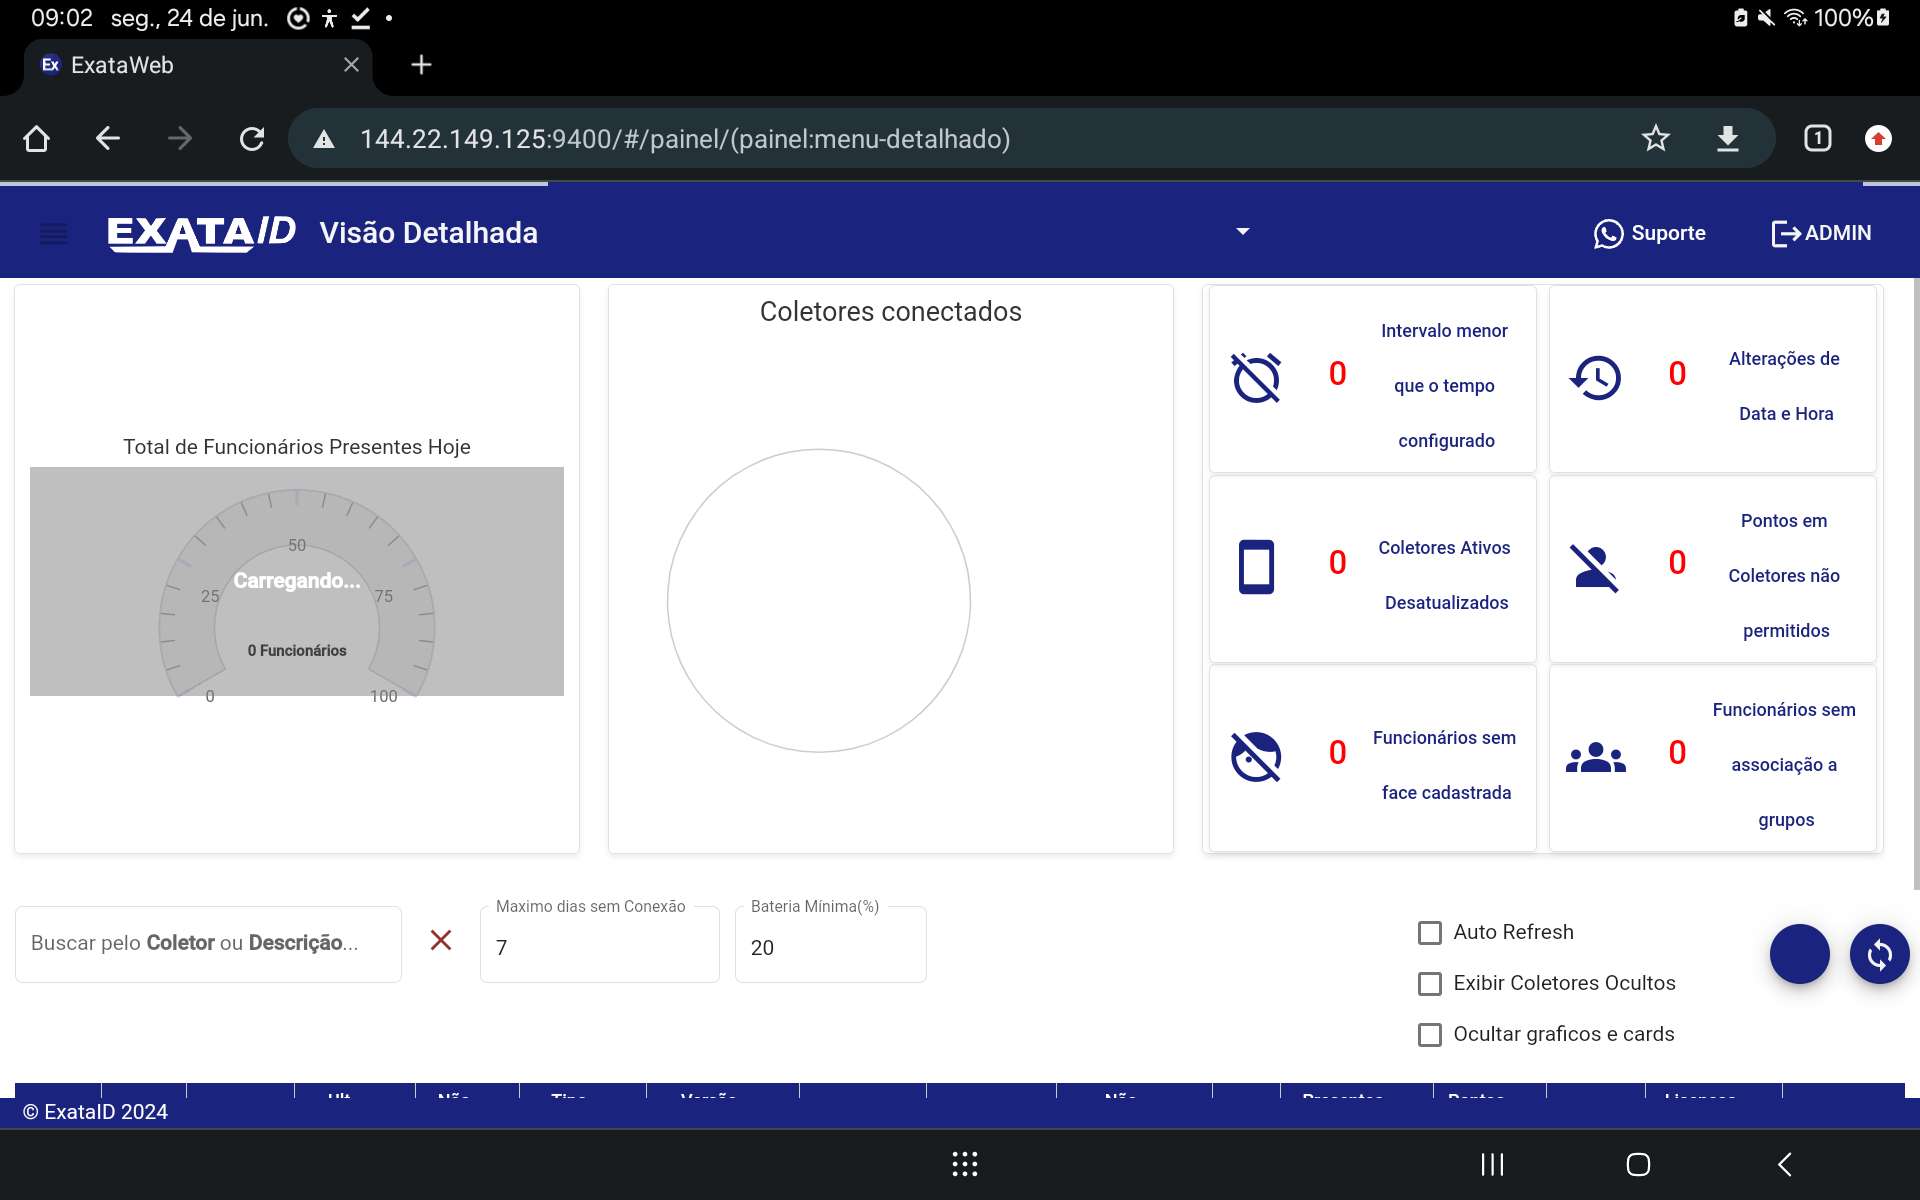 09:02 seg., 24 de jun.
100%
Ex ExataWeb
144.22.149.125:9400/#/painel/(painel:menu-detalhado)
1
EXATAID Visão Detalhada
Suporte
ADMIN
Total de Funcionários Presentes Hoje
50
Carregando...
25
75
0 Funcionários
0
100
Coletores conectados
0
Intervalo menor
que o tempo
configurado
0
Alterações de
Data e Hora
0
Coletores Ativos
Desatualizados
0
Pontos em
Coletores não
permitidos
0
Funcionários sem
face cadastrada
0
Funcionários sem
associação a
grupos
Buscar pelo Coletor ou Descrição...
Maximo dias sem Conexão
7
Bateria Mínima(%)
20
Auto Refresh
Exibir Coletores Ocultos
Ocultar graficos e cards
© ExataID 2024